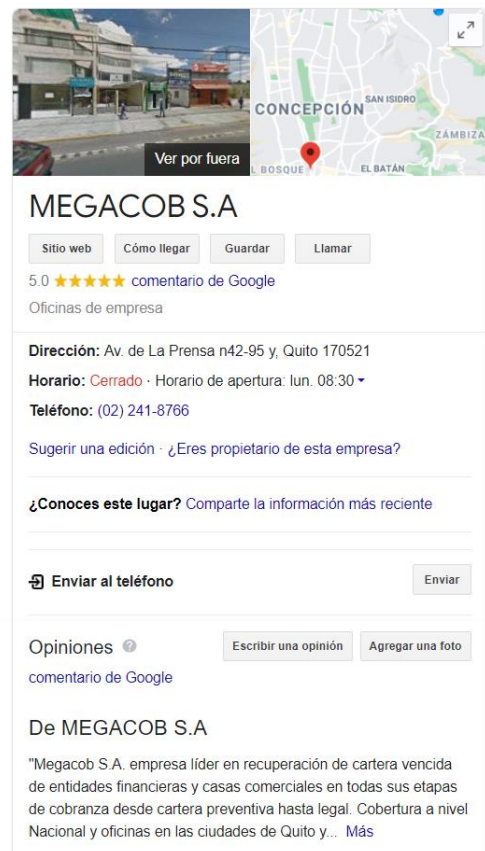 Ver por fuera
CONCEPCIÓN
SAN ISIDRO
ZÁMBIZA
L BOSQUE
EL BATÁN
MEGACOB S.A
Sitio web Cómo llegar Guardar Llamar
5.0 comentario de Google
Oficinas de empresa
Dirección: Av. de La Prensa n42-95 y, Quito 170521
Horario: Cerrado · Horario de apertura: lun. 08:30
Teléfono: (02) 241-8766
Sugerir una edición · ¿Eres propietario de esta empresa?
¿Conoces este lugar? Comparte la información más reciente
Enviar al teléfono Enviar
Opiniones ? Escribir una opinión Agregar una foto
comentario de Google
De MEGACOB S.A
"Megacob S.A. empresa líder en recuperación de cartera vencida
de entidades financieras y casas comerciales en todas sus etapas
de cobranza desde cartera preventiva hasta legal. Cobertura a nivel
Nacional y oficinas en las ciudades de Quito y... Más